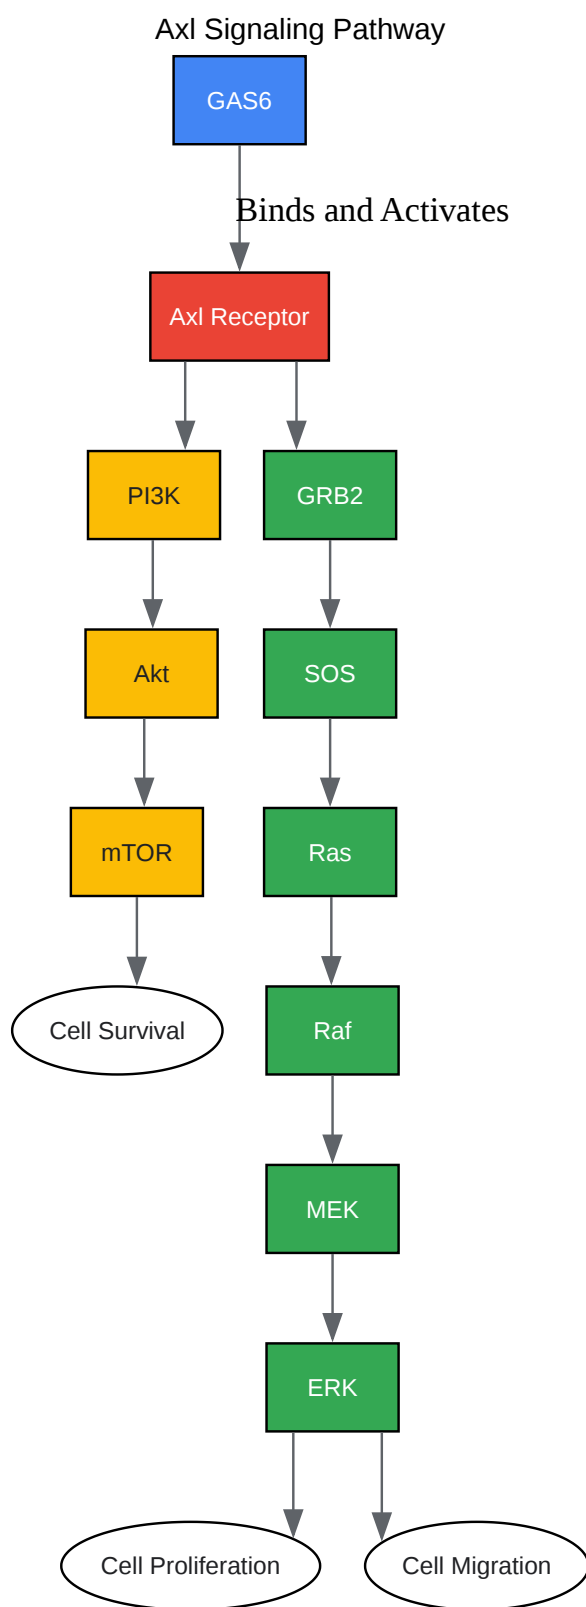 Axl Signaling Pathway
GAS6
Binds and Activates
Axl Receptor
PI3K
GRB2
Akt
SOS
mTOR
Ras
Cell Survival
Raf
MEK
ERK
Cell Proliferation
Cell Migration